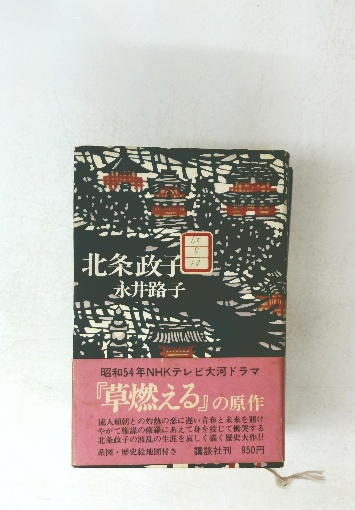 北条政子
永井路子
昭和54年NHKテレビ大河ドラマ
『草燃える』の原作
流人頼朝との灼熱の恋に遅い青春と未来を賭け
やがて権謀の修羅にあえて身を投じて慟哭する
北条政子の波乱の生涯を哀しく描く歴史大作!!
系図・歴史絵地図付き 講談社刊 950円